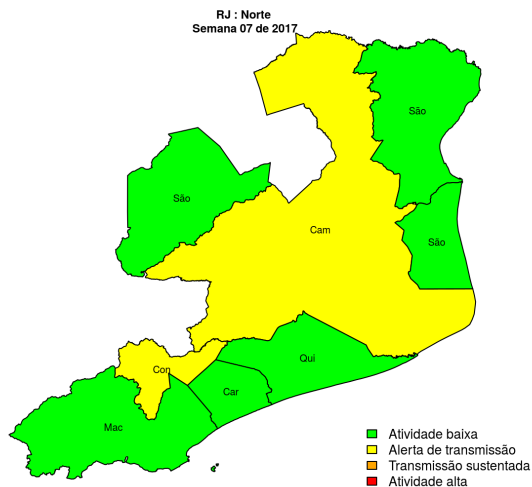 RJ : Norte
Semana 07 de 2017
São
São
Cam
São
Qui
Con
Car
Mac
Atividade baixa
Alerta de transmissão
Transmissão sustentada
Atividade alta